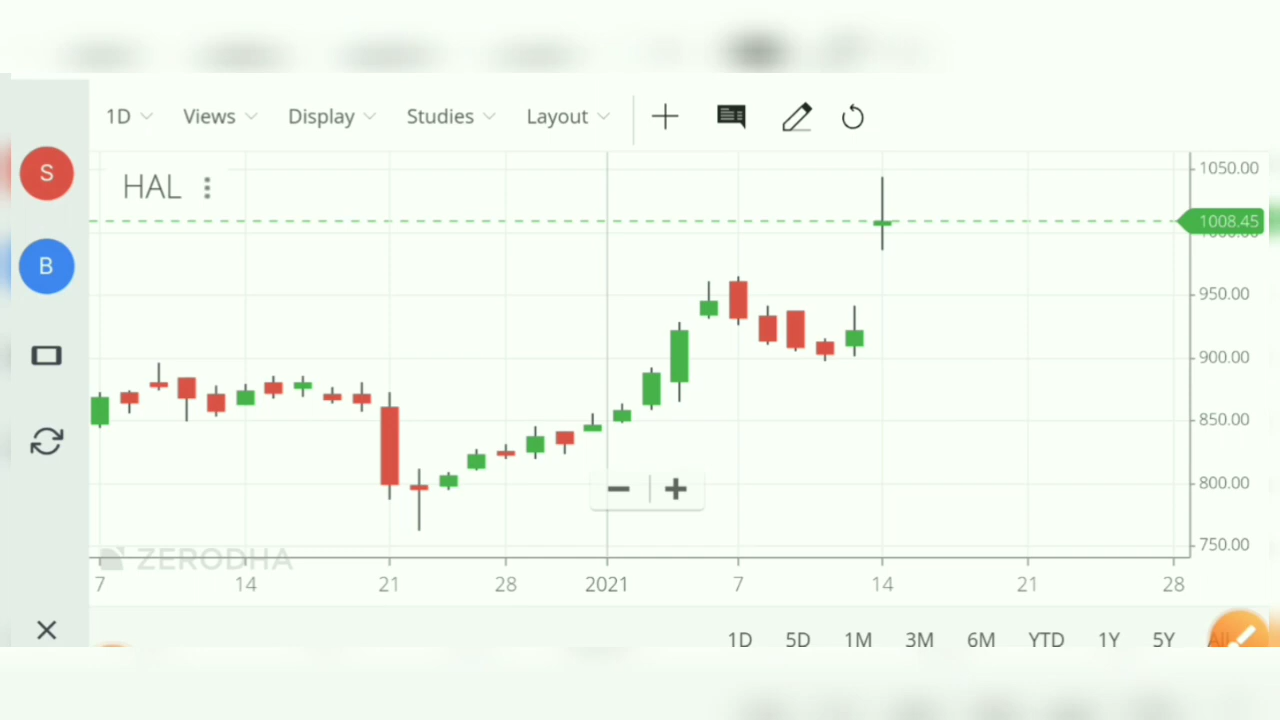 1D Views Display Studies Layout
S
HAL
B
1050.00
1008.45
950.00
900.00
850.00
800.00
750.00
ZERODHA
7 14 21 28 2021 7 14 21 28
1D 5D 1M 3M 6M YTD 1Y 5Y All